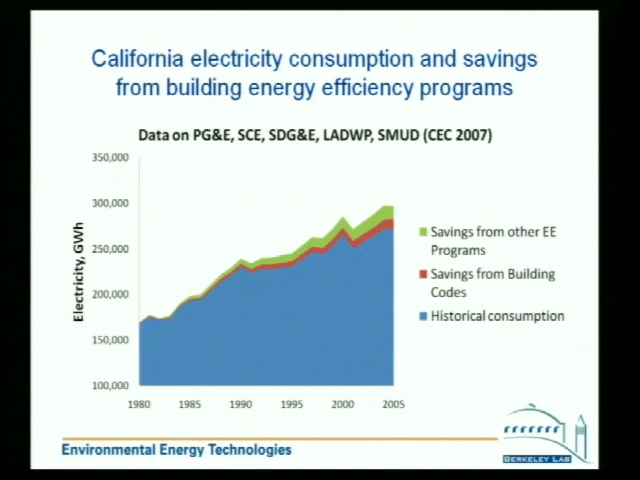 California electricity consumption and savings
from building energy efficiency programs
Data on PG&E, SCE, SDG&E, LADWP, SMUD (CEC 2007)
350,000
300,000
250,000
200,000
150,000
100,000
Electricity, GWh
1980 1985 1990 1995 2000 2005
Savings from other EE
Programs
Savings from Building
Codes
Historical consumption
Environmental Energy Technologies
BERKELEY LAB